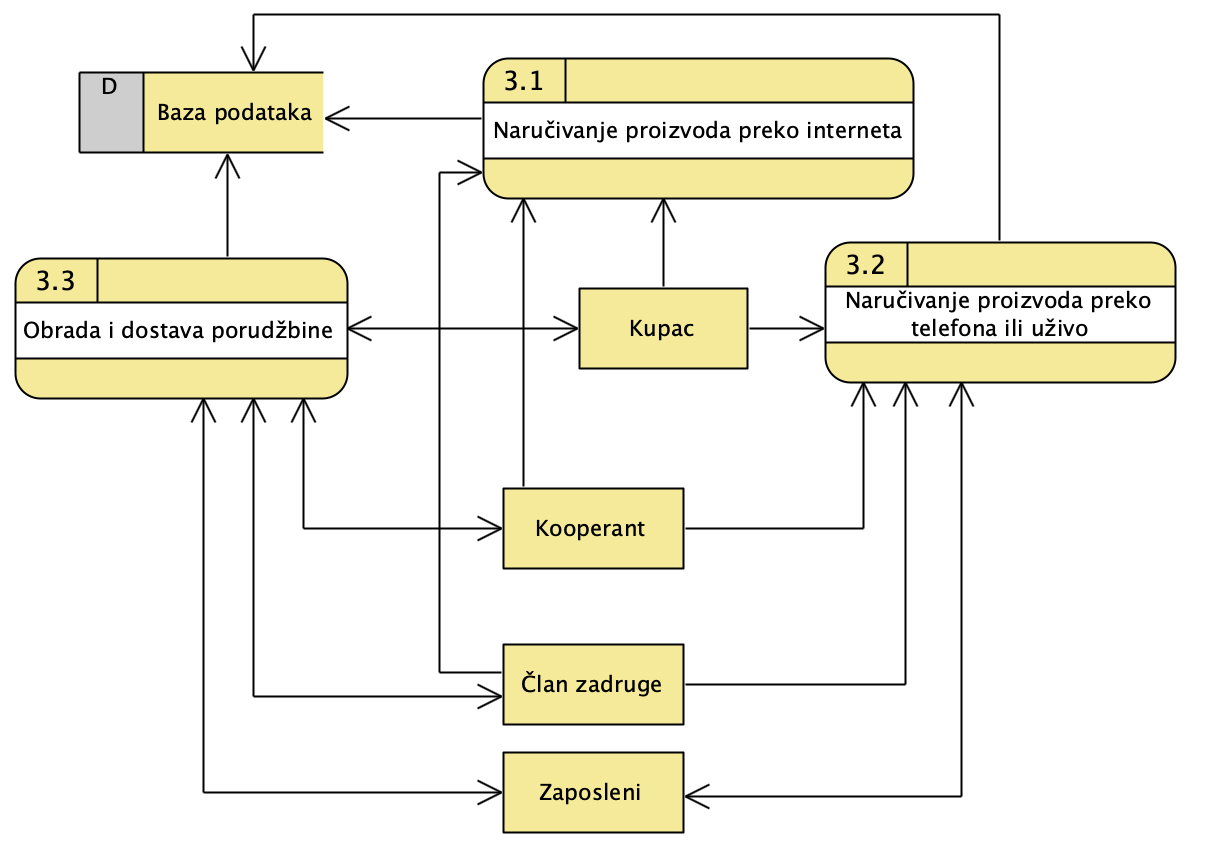 D
Baza podataka
3.1
Naručivanje proizvoda preko interneta
3.3
Obrada i dostava porudžbine
Kupac
3.2
Naručivanje proizvoda preko
telefona ili uživo
Kooperant
Član zadruge
Zaposleni